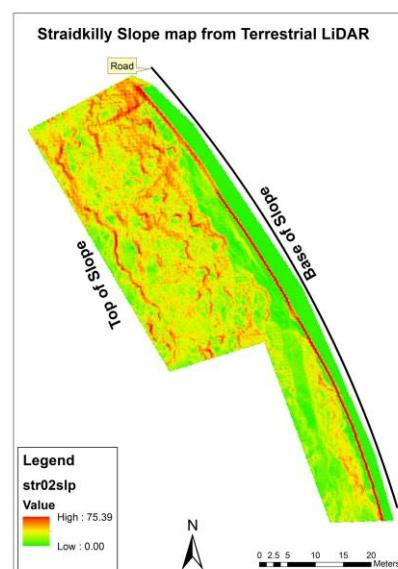 Straidkilly Slope map from Terrestrial LiDAR
Road
Base of Slope
Top of Slope
Legend
str02slp
Value
High : 75.39
Low : 0.00
N
0 2.5 5 10 15 20
Meters